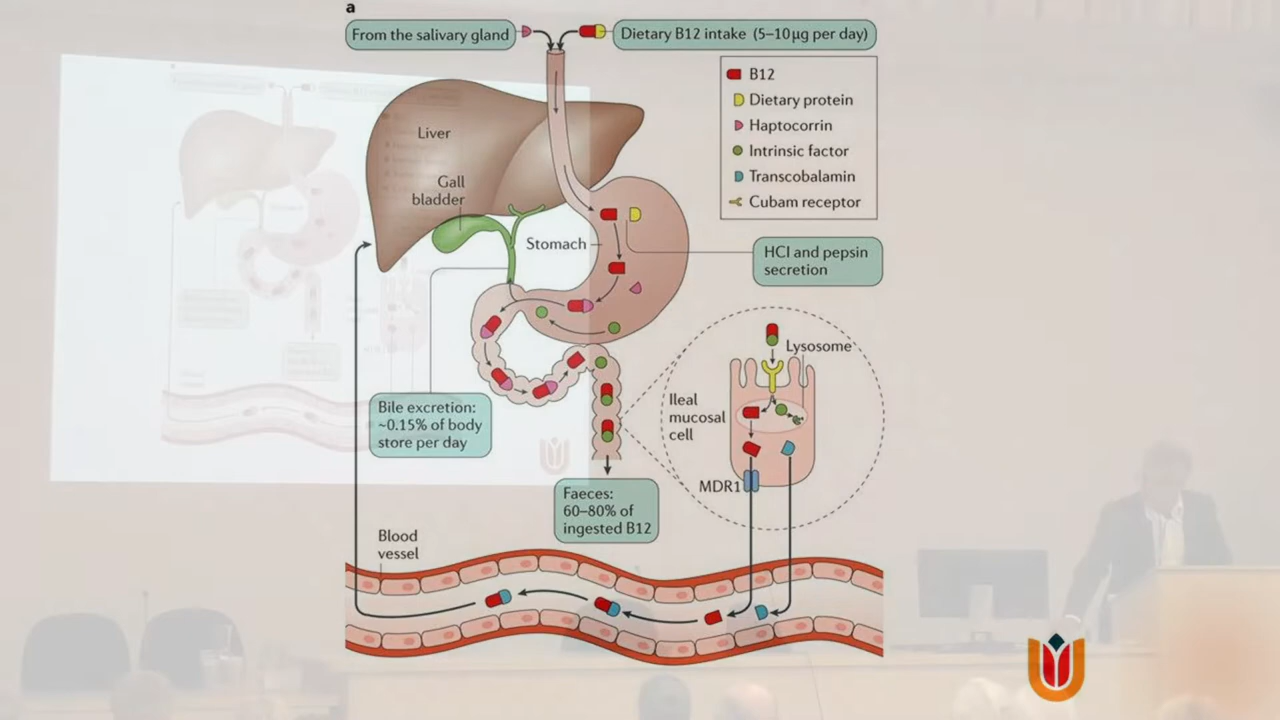 a
From the salivary gland
Dietary B12 intake (5–10 µg per day)
B12
Dietary protein
Haptocorrin
Intrinsic factor
Transcobalamin
Cubam receptor
Liver
Gall
bladder
Stomach
HCl and pepsin
secretion
Lysosome
Ileal
mucosal
cell
MDR1
Bile excretion:
~0.15% of body
store per day
Faeces:
60–80% of
ingested B12
Blood
vessel